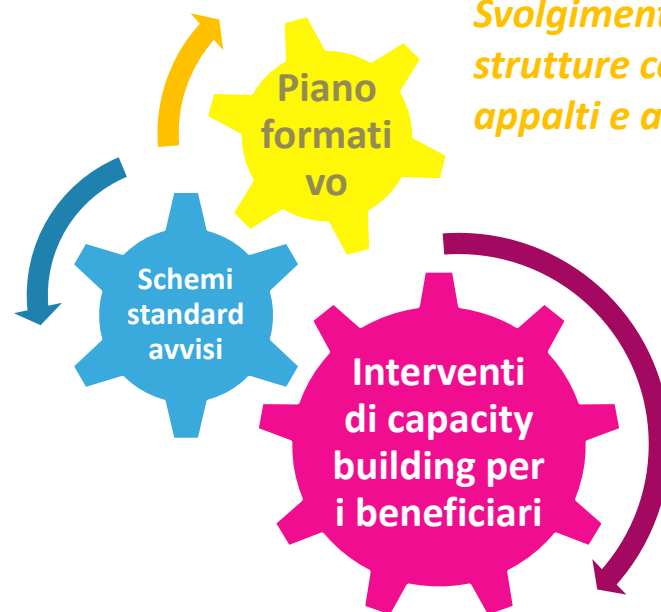 Svolgiment
strutture
appalti e
Piano
formati
vo
Schemi
standard
avvisi
Interventi
di capacity
building per
i beneficiari